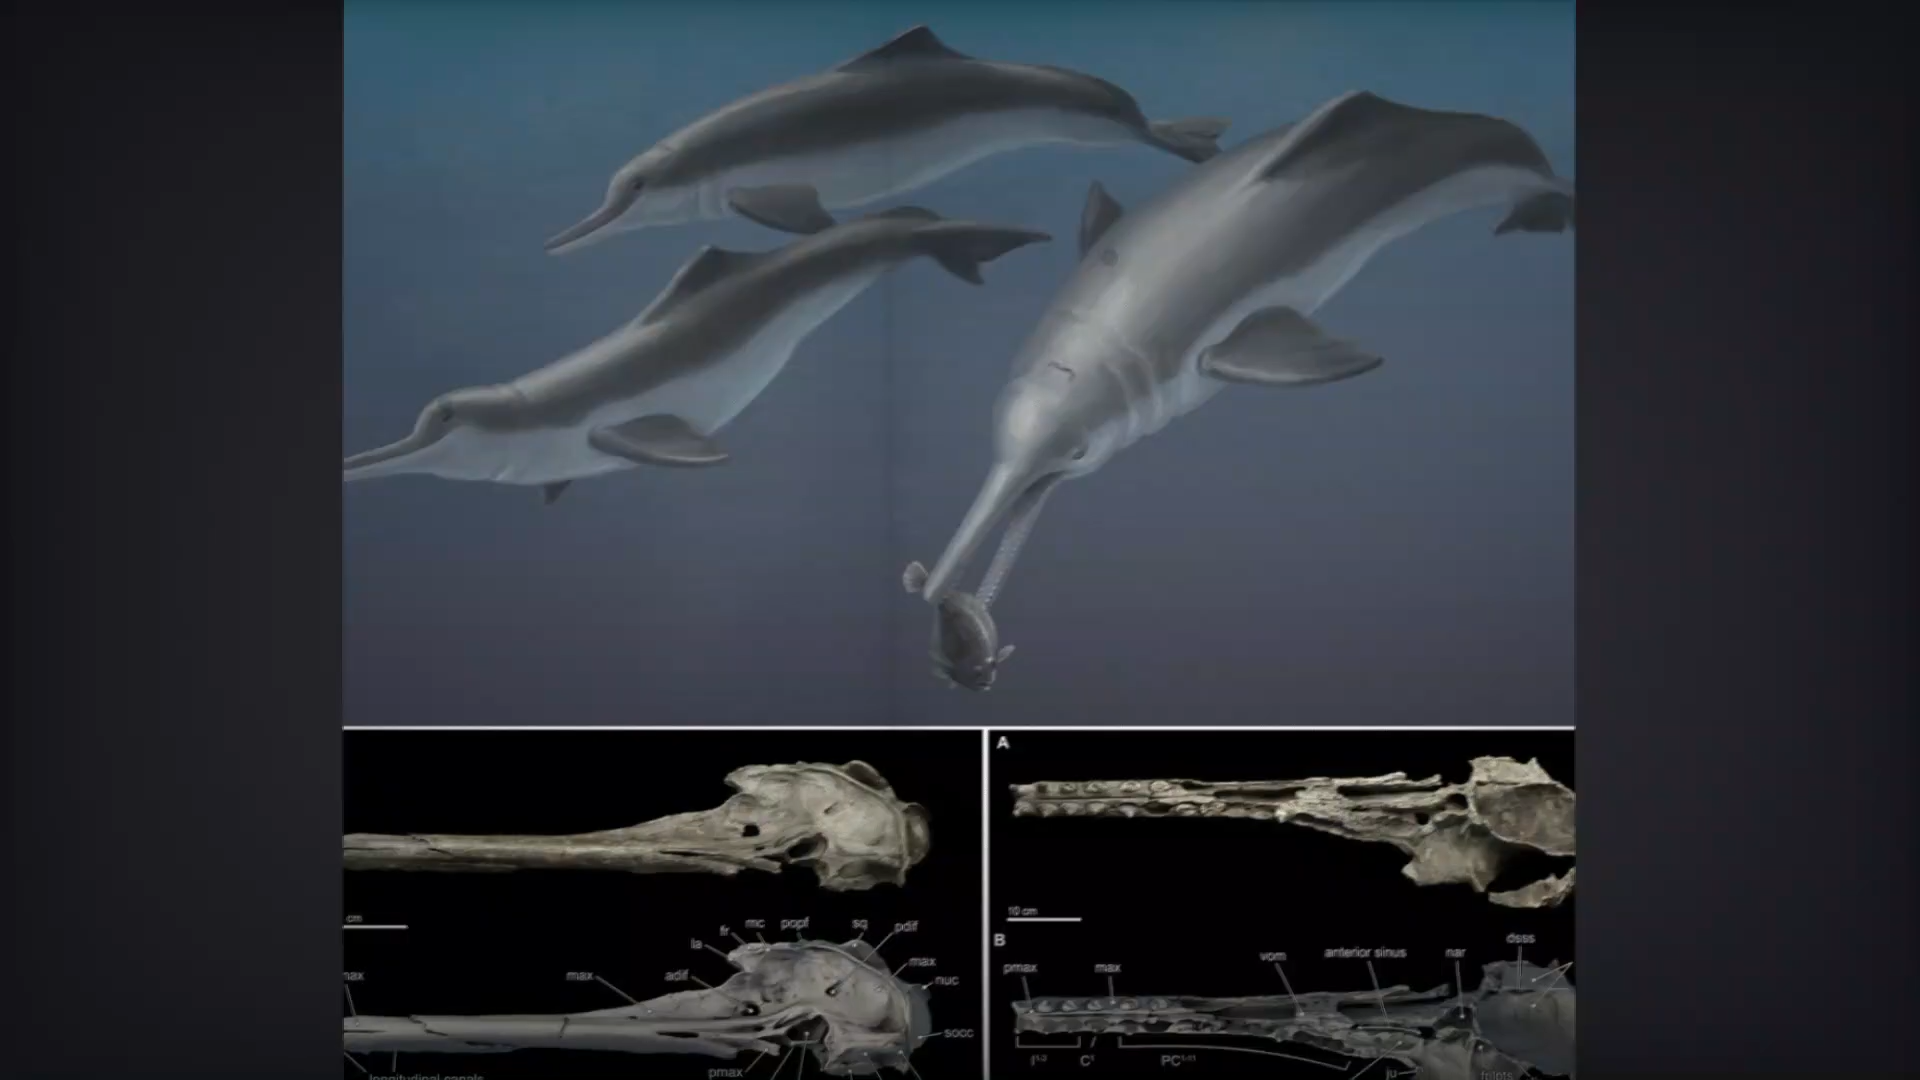 cm
fr mc popf sq pdif
la
max adif max
max
nuc
socc
pmax
longitudinal canals
A
10 cm
B
dsss
vom anterior sinus nar
pmax max
I¹⁻³ C¹ PC¹⁻¹¹
ju